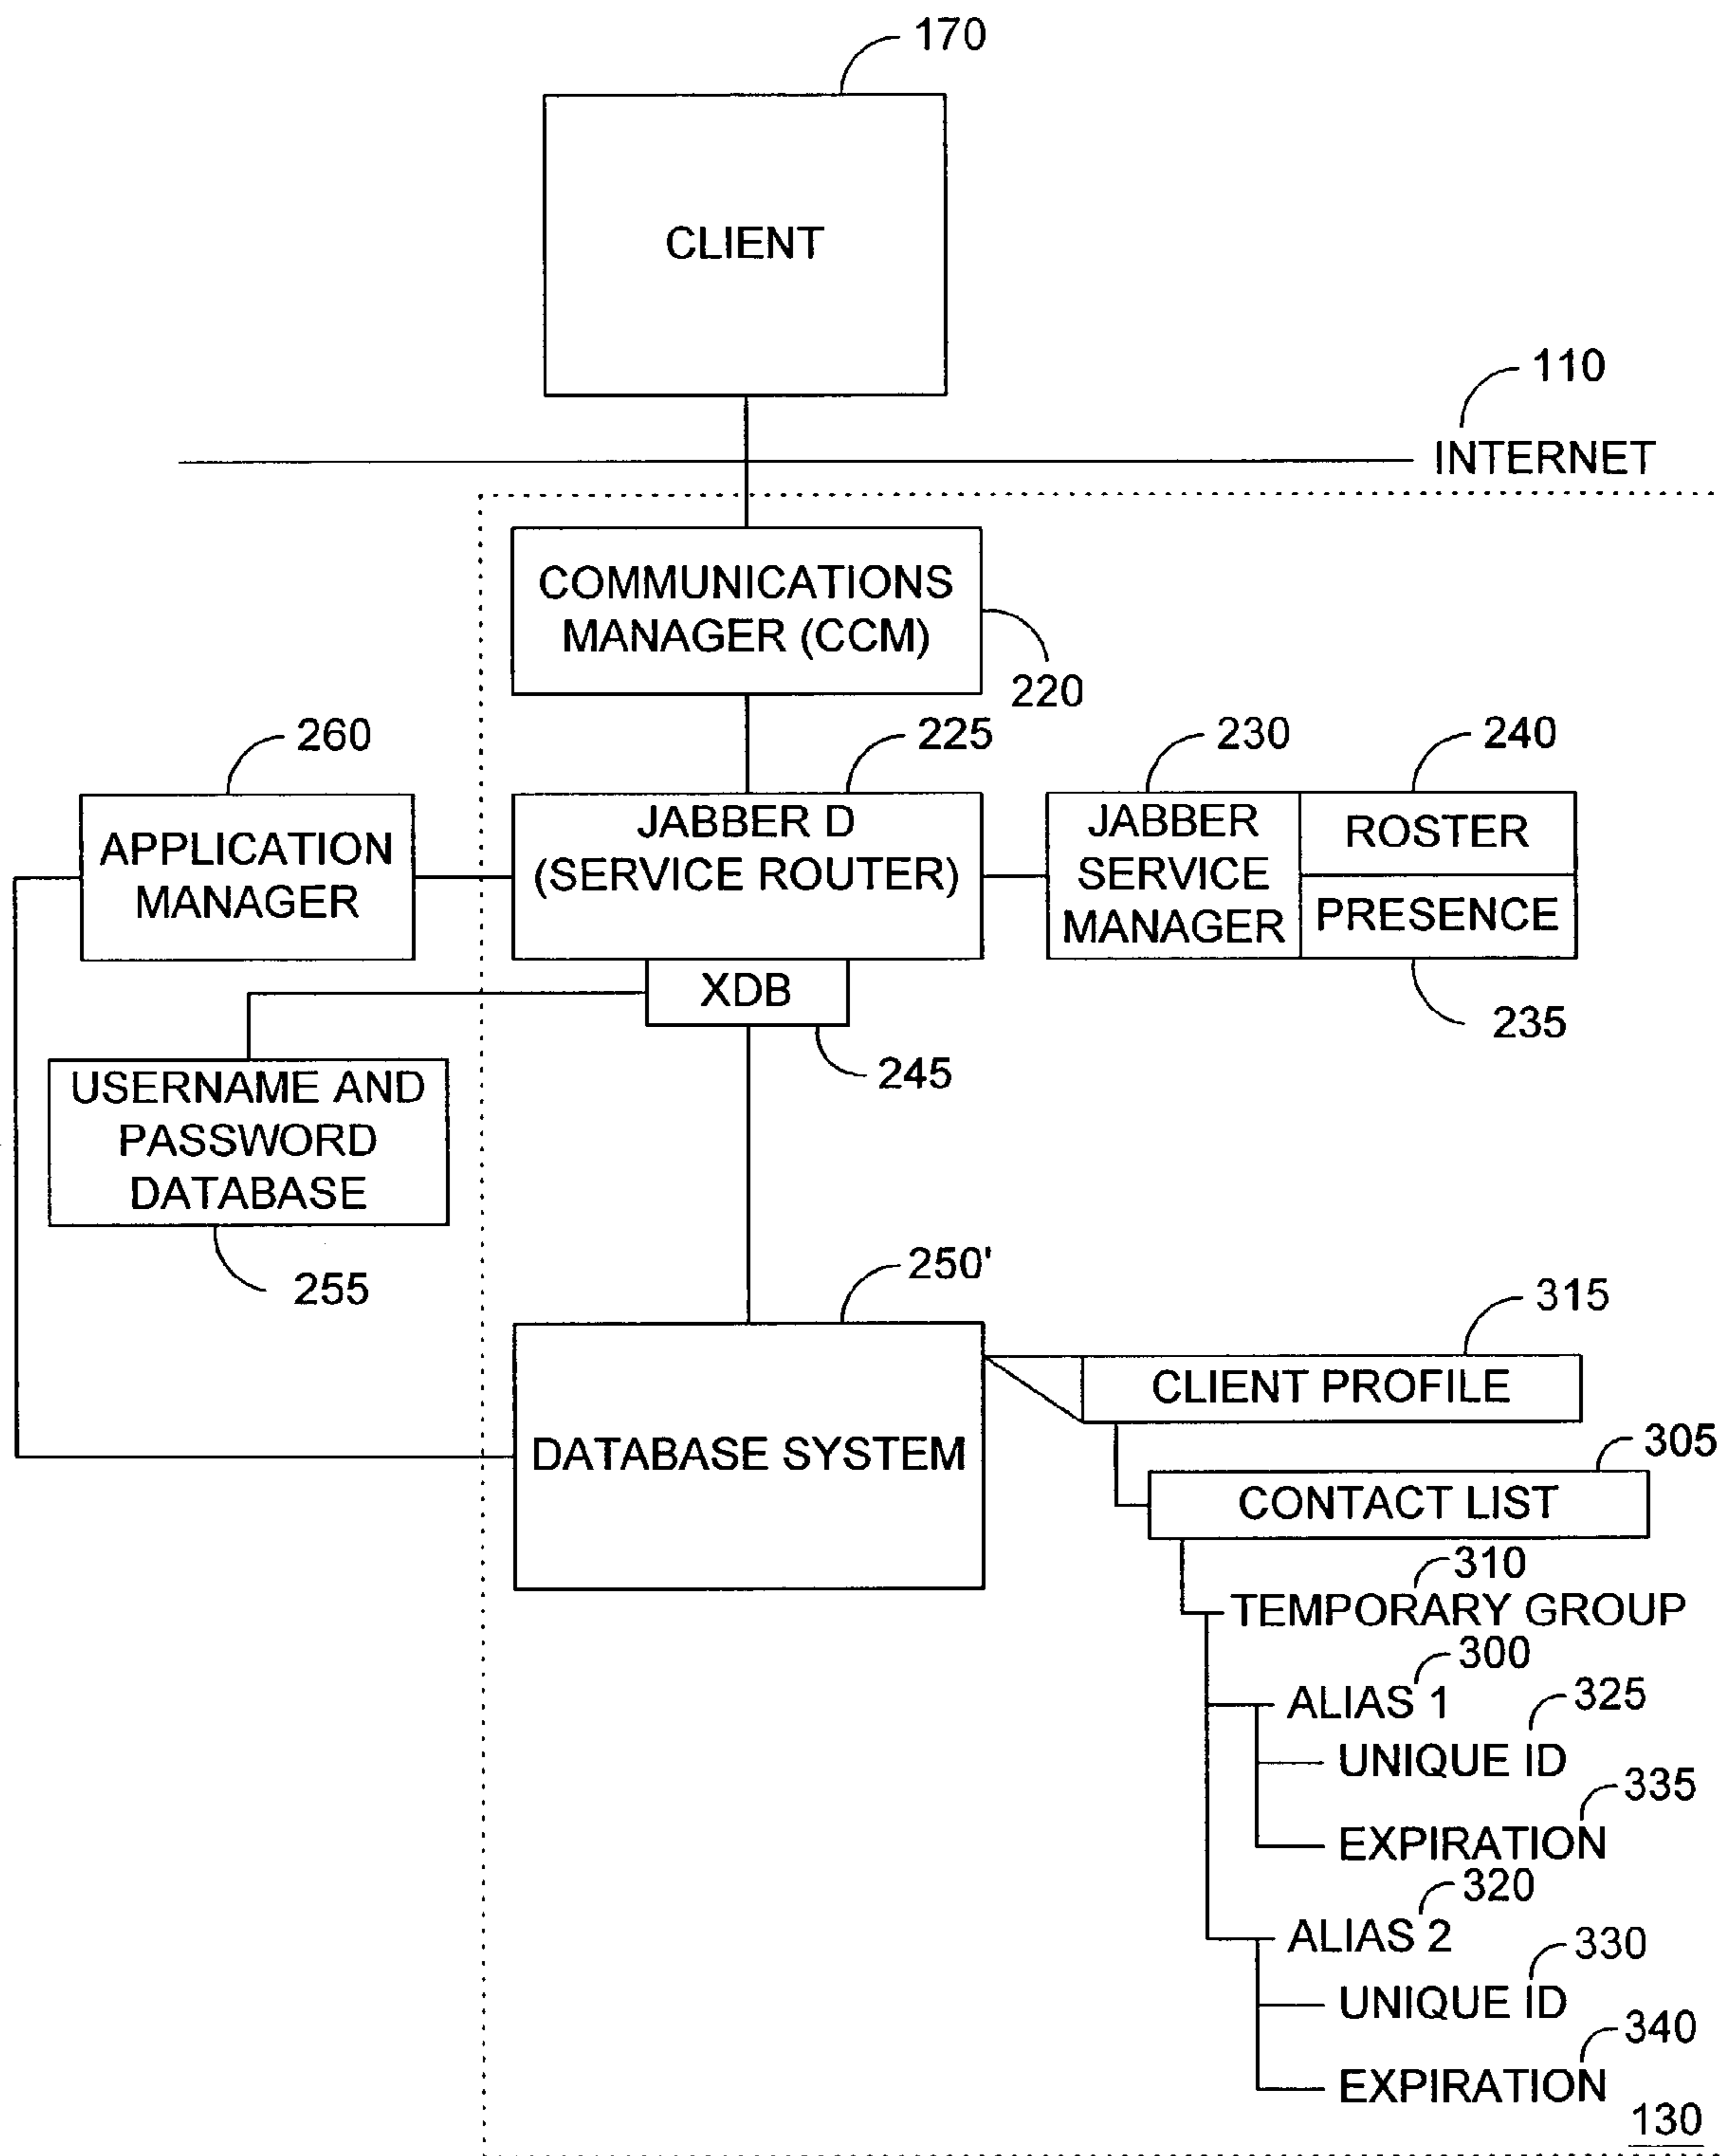 170
CLIENT
110
INTERNET
COMMUNICATIONS
MANAGER (CCM)
220
260
225
230
240
APPLICATION
MANAGER
JABBER D
(SERVICE ROUTER)
JABBER
SERVICE
MANAGER
ROSTER
PRESENCE
XDB
235
245
USERNAME AND
PASSWORD
DATABASE
255
250'
315
CLIENT PROFILE
DATABASE SYSTEM
305
CONTACT LIST
310
TEMPORARY GROUP
300
ALIAS 1
325
UNIQUE ID
335
EXPIRATION
320
ALIAS 2
330
UNIQUE ID
340
EXPIRATION
130